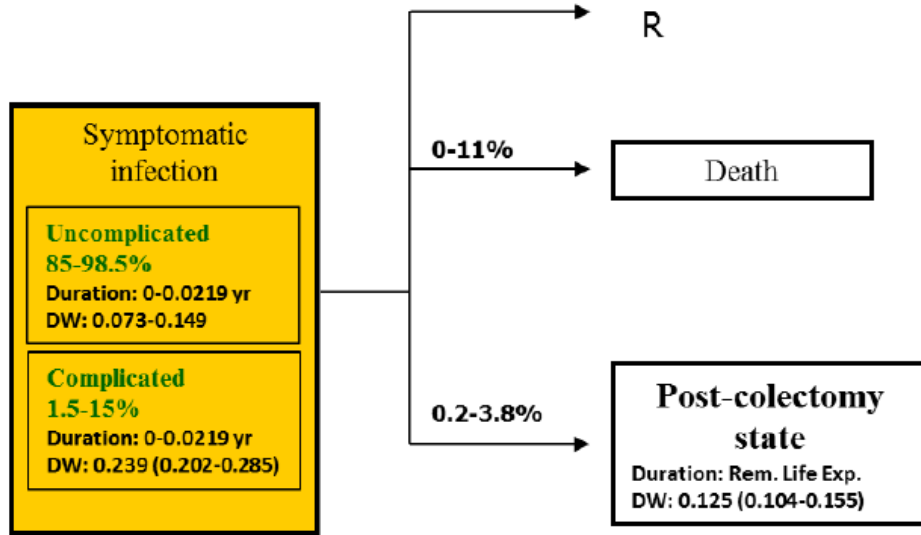 R
Symptomatic
infection
0-11%
Death
Uncomplicated
85-98.5%
Duration: 0-0.0219 yr
DW: 0.073-0.149
Complicated
1.5-15%
Duration: 0-0.0219 yr
DW: 0.239 (0.202-0.285)
0.2-3.8%
Post-colectomy
state
Duration: Rem. Life Exp.
DW: 0.125 (0.104-0.155)